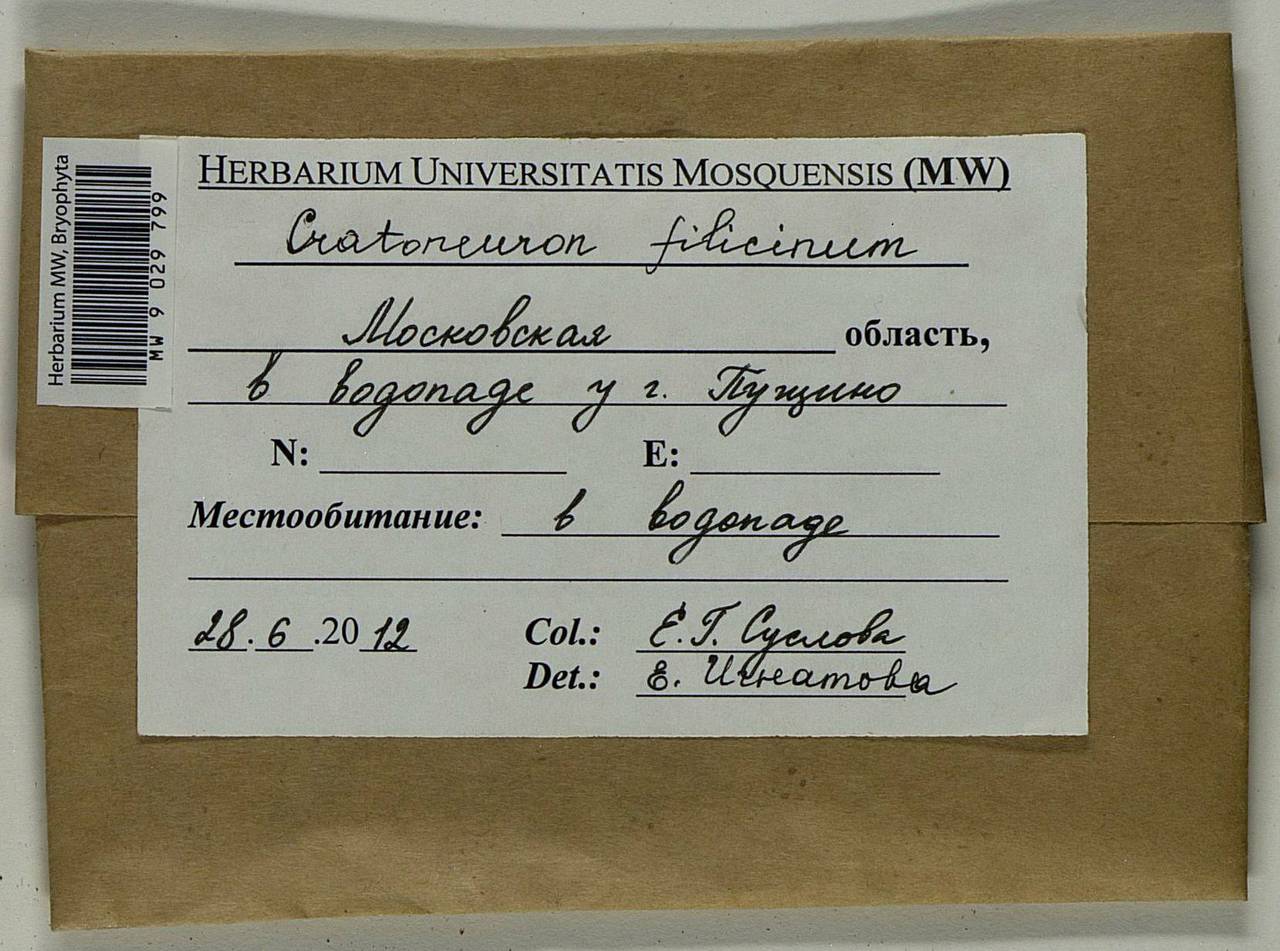 HERBARIUM UNIVERSITATIS MOSQUENSIS (MW)
Cratoneuron filicinum
Московская область,
в водопаде у г. Пущино
N: E:
Местообитание: в водопаде
28.6.2012 Col.: Е.Г. Суслова
Det.: Е. Игнатова
Herbarium MW, Bryophyta
MW 9 029 799